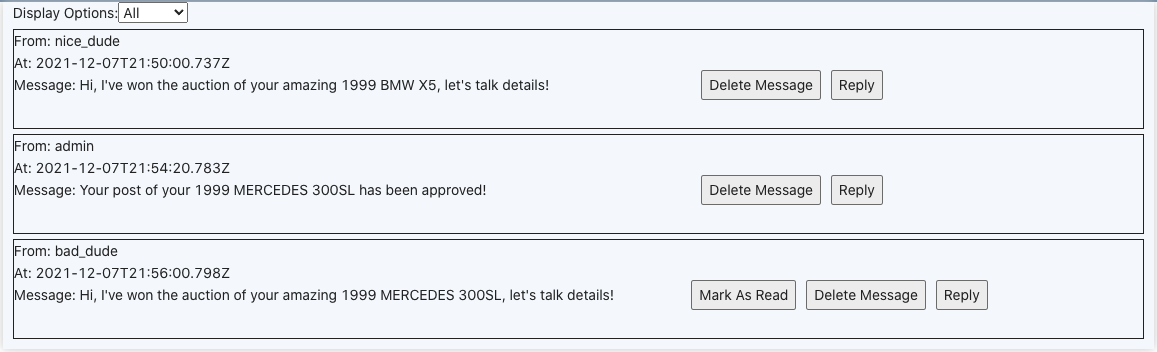 Display Options: All
From: nice_dude
At: 2021-12-07T21:50:00.737Z
Message: Hi, I've won the auction of your amazing 1999 BMW X5, let's talk details! Delete Message Reply
From: admin
At: 2021-12-07T21:54:20.783Z
Message: Your post of your 1999 MERCEDES 300SL has been approved! Delete Message Reply
From: bad_dude
At: 2021-12-07T21:56:00.798Z
Message: Hi, I've won the auction of your amazing 1999 MERCEDES 300SL, let's talk details! Mark As Read Delete Message Reply